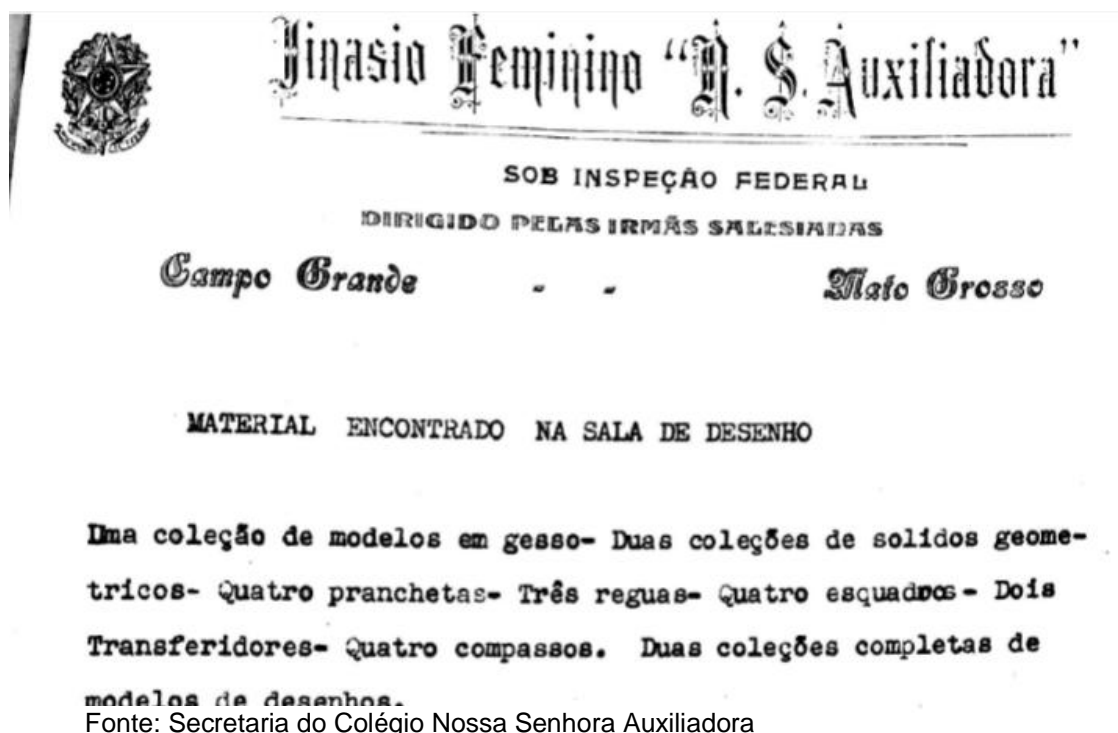 Jinasio Feminino "N. S. Auxiliadora"
SOB INSPEÇÃO FEDERAL
DIRIGIDO PELAS IRMÃS SALESIANAS
Campo Grande - - Mato Grosso
MATERIAL ENCONTRADO NA SALA DE DESENHO
Uma coleção de modelos em gesso- Duas coleções de solidos geome-
tricos- Quatro pranchetas- Três reguas- Quatro esquadros- Dois
Transferidores- Quatro compassos. Duas coleções completas de
modelos de desenhos.
Fonte: Secretaria do Colégio Nossa Senhora Auxiliadora